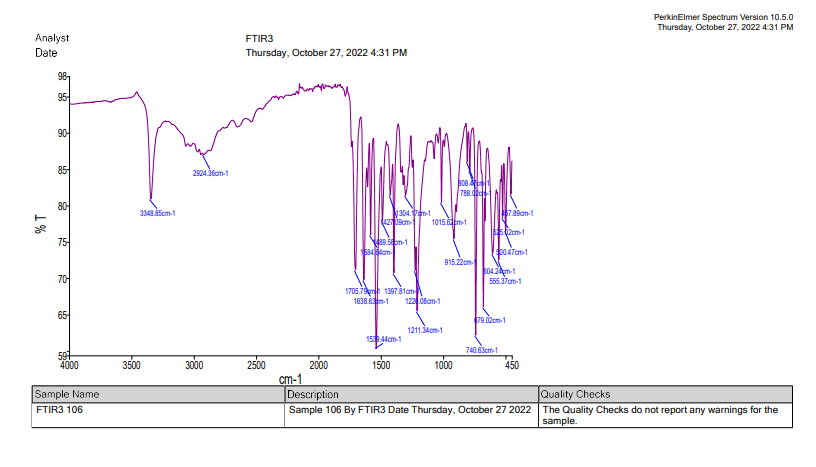 PerkinElmer Spectrum Version 10.5.0
Thursday, October 27, 2022 4:31 PM
Analyst FTIR3
Date Thursday, October 27, 2022 4:31 PM
98
95
90
85
80
75
70
65
59
% T
4000 3500 3000 2500 2000 1500 1000 450
cm-1
2924.36cm-1
3348.85cm-1
808.47cm-1
788.02cm-1
1304.17cm-1
457.89cm-1
1427.09cm-1
1015.62cm-1
525.02cm-1
1489.58cm-1
1584.64cm-1
500.47cm-1
915.22cm-1
604.24cm-1
555.37cm-1
1705.79cm-1
1397.81cm-1
1638.63cm-1
1226.08cm-1
679.02cm-1
1211.34cm-1
1539.44cm-1
740.63cm-1
Sample Name Description Quality Checks
FTIR3 106 Sample 106 By FTIR3 Date Thursday, October 27 2022 The Quality Checks do not report any warnings for the
sample.